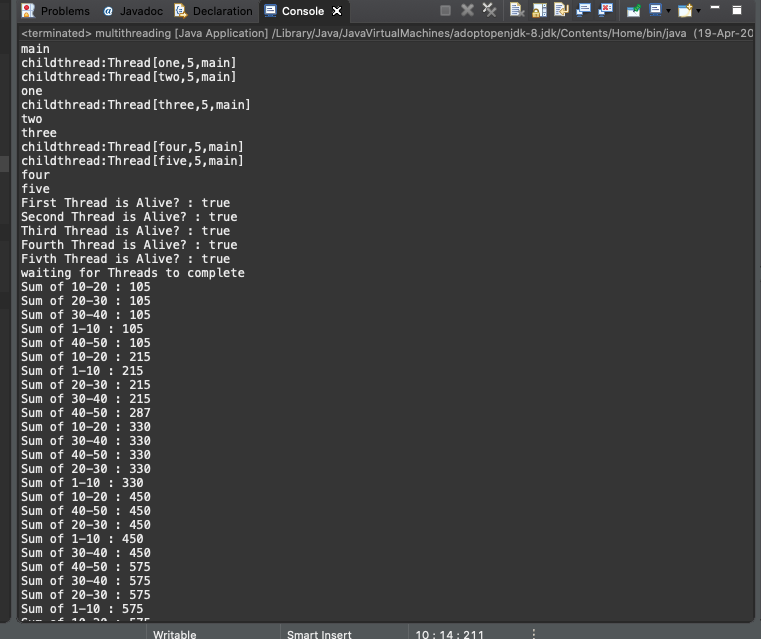 Problems Javadoc Declaration Console
<terminated> multithreading [Java Application] /Library/Java/JavaVirtualMachines/adoptopenjdk-8.jdk/Contents/Home/bin/java (19-Apr-20
main
childthread:Thread[one,5,main]
childthread:Thread[two,5,main]
one
childthread:Thread[three,5,main]
two
three
childthread:Thread[four,5,main]
childthread:Thread[five,5,main]
four
five
First Thread is Alive? : true
Second Thread is Alive? : true
Third Thread is Alive? : true
Fourth Thread is Alive? : true
Fivth Thread is Alive? : true
waiting for Threads to complete
Sum of 10-20 : 105
Sum of 20-30 : 105
Sum of 30-40 : 105
Sum of 1-10 : 105
Sum of 40-50 : 105
Sum of 10-20 : 215
Sum of 1-10 : 215
Sum of 20-30 : 215
Sum of 30-40 : 215
Sum of 40-50 : 287
Sum of 10-20 : 330
Sum of 30-40 : 330
Sum of 40-50 : 330
Sum of 20-30 : 330
Sum of 1-10 : 330
Sum of 10-20 : 450
Sum of 40-50 : 450
Sum of 20-30 : 450
Sum of 1-10 : 450
Sum of 30-40 : 450
Sum of 40-50 : 575
Sum of 30-40 : 575
Sum of 20-30 : 575
Sum of 1-10 : 575
Sum of 10-20 : 575
Writable Smart Insert 10 : 14 : 211